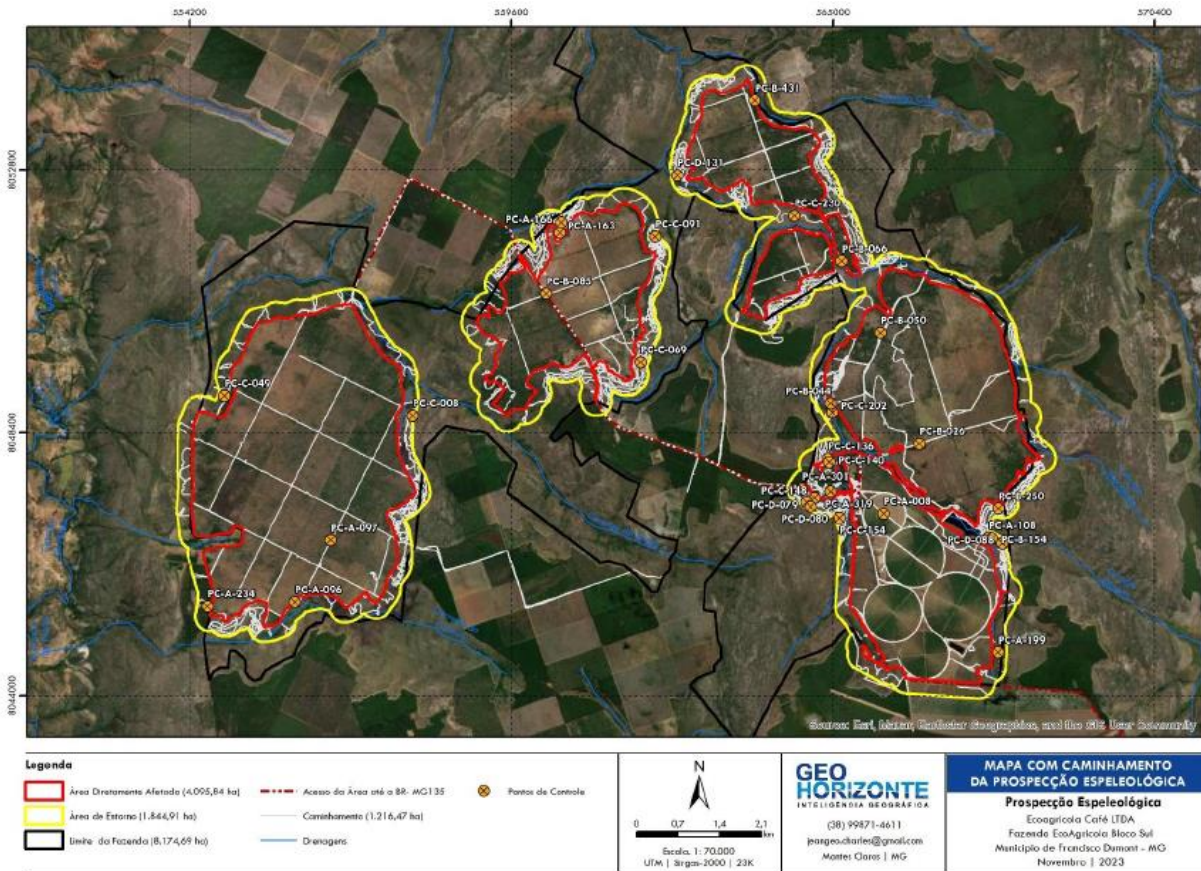 554200
559600
565000
570400
8052800
8048400
8044000
PC-B-431
PC-D-131
PC-C-230
PC-A-166
PC-A-163
PC-C-091
PC-B-066
PC-B-085
PC-B-050
PC-C-069
PC-C-049
PC-B-044
PC-C-008
PC-C-202
PC-B-026
PC-C-136
PC-C-140
PC-A-301
PC-C-148
PC-D-079
PC-A-319
PC-A-008
PC-D-080
PC-C-154
PC-A-108
PC-D-088
PC-B-154
PC-A-097
PC-A-234
PC-A-096
PC-A-199
Source: Esri, Maxar, Earthstar Geographics, and the GIS User Community
Legenda
Área Diretamente Afetada (4.095,84 ha)
Acesso da Área até a BR- MG135
Pontos de Controle
Área de Entorno (1.844,91 ha)
Caminhamento (1.216,47 ha)
Limite da Fazenda (8.174,69 ha)
Drenagens
N
0 0,7 1,4 2,1
km
Escala, 1: 70.000
UTM | Sirgas-2000 | 23K
GEO
HORIZONTE
INTELIGÊNCIA GEOGRÁFICA
(38) 99871-4611
jeangeo.charles@gmail.com
Montes Claros | MG
MAPA COM CAMINHAMENTO
DA PROSPECÇÃO ESPELEOLÓGICA
Prospecção Espeleológica
Ecoagrícola Café LTDA
Fazenda EcoAgrícola Bloco Sul
Município de Francisco Dumont - MG
Novembro | 2023